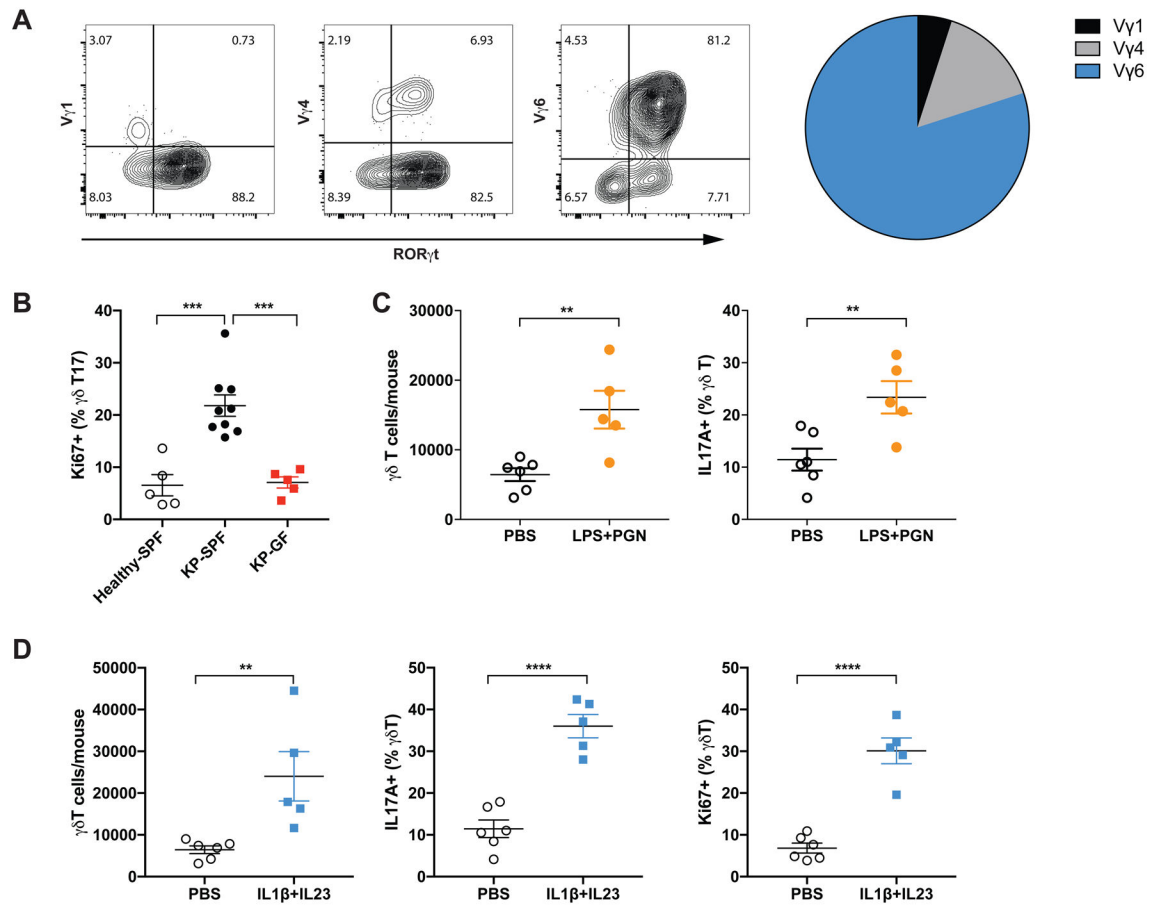 A
3.07 0.73
Vγ1
8.03 88.2
2.19 6.93
Vγ4
8.39 82.5
4.53 81.2
Vγ6
6.57 7.71
RORγt
Vγ1
Vγ4
Vγ6
B
*** ***
Ki67+ (% γδ T17)
40
30
20
10
0
Healthy-SPF KP-SPF KP-GF
C
**
γδ T cells/mouse
30000
20000
10000
0
PBS LPS+PGN
**
IL17A+ (% γδ T)
40
30
20
10
0
PBS LPS+PGN
D
**
γδT cells/mouse
50000
40000
30000
20000
10000
0
PBS IL1β+IL23
****
IL17A+ (% γδT)
50
40
30
20
10
0
PBS IL1β+IL23
****
Ki67+ (% γδT)
50
40
30
20
10
0
PBS IL1β+IL23